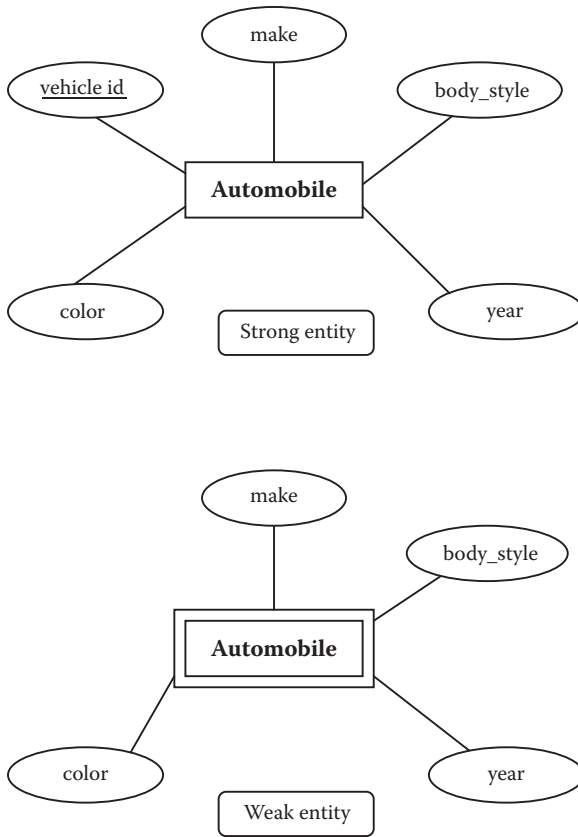 make
vehicle id
body_style
Automobile
color
year
Strong entity
make
body_style
Automobile
color
year
Weak entity